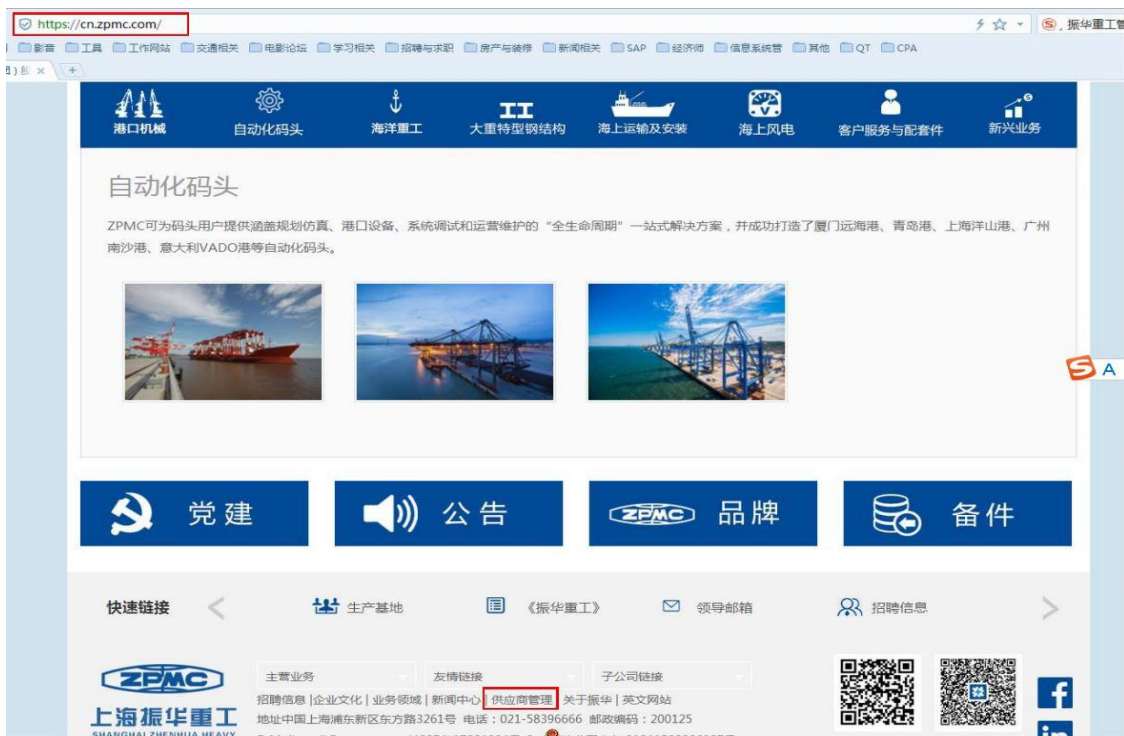 https://cn.zpmc.com/
振华重工管
影音 工具 工作网站 交通相关 电影论坛 学习相关 招聘与求职 房产与装修 新闻相关 SAP 经济师 信息系统管 其他 QT CPA
港口机械 自动化码头 海洋重工 大重特型钢结构 海上运输及安装 海上风电 客户服务与配套件 新兴业务
自动化码头
ZPMC可为码头用户提供涵盖规划仿真、港口设备、系统调试和运营维护的“全生命周期”一站式解决方案，并成功打造了厦门远海港、青岛港、上海洋山港、广州
南沙港、意大利VADO港等自动化码头。
S A
党建 公告 ZPMC 品牌 备件
快速链接 生产基地 《振华重工》 领导邮箱 招聘信息
ZPMC
上海振华重工
SHANGHAI ZHENHUA HEAVY
主营业务 友情链接 子公司链接
招聘信息 |企业文化 | 业务领域 | 新闻中心 | 供应商管理 | 关于振华 | 英文网站
地址中国上海浦东新区东方路3261号 电话：021-58396666 邮政编码：200125
f
in